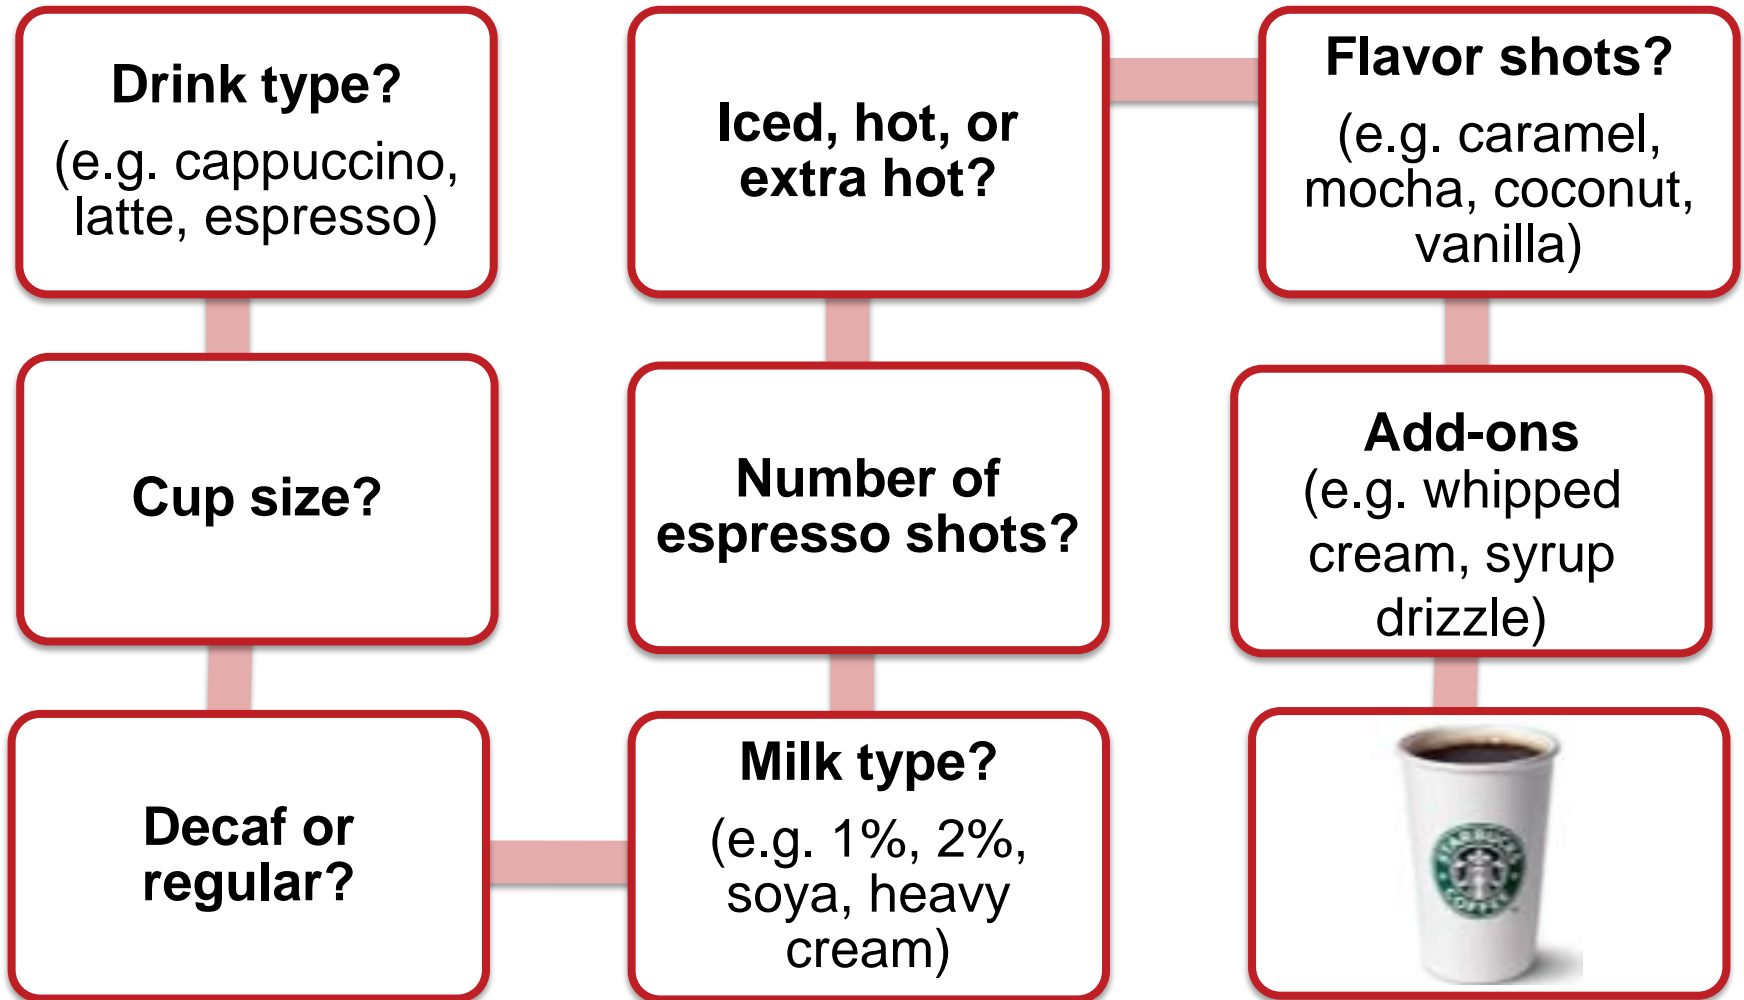 Drink type?
(e.g. cappuccino,
latte, espresso)
Cup size?
Decaf or
regular?
Milk type?
(e.g. 1%, 2%,
soya, heavy
cream)
Number of
espresso shots?
Iced, hot, or
extra hot?
Flavor shots?
(e.g. caramel,
mocha, coconut,
vanilla)
Add-ons
(e.g. whipped
cream, syrup
drizzle)
STARBUCKS
COFFEE